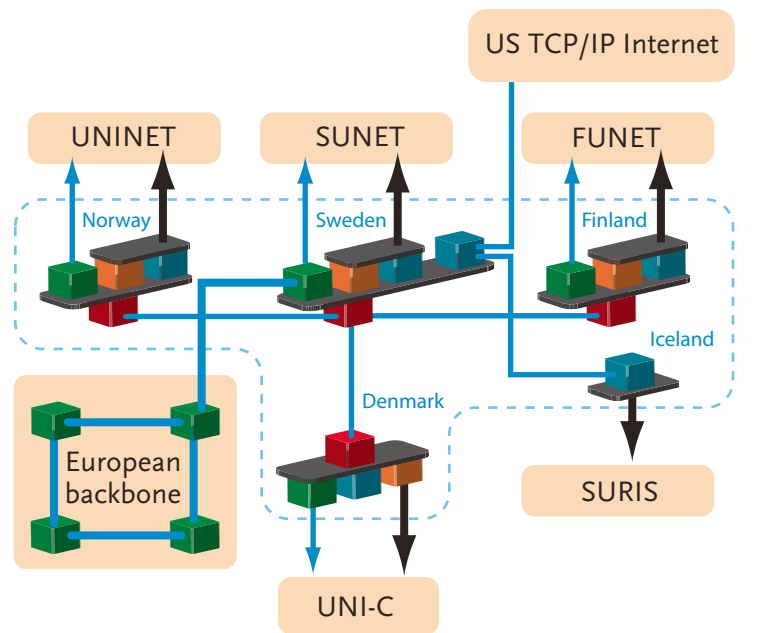 US TCP/IP Internet
UNINET
SUNET
FUNET
Norway
Sweden
Finland
Iceland
Denmark
European
backbone
SURIS
UNI-C